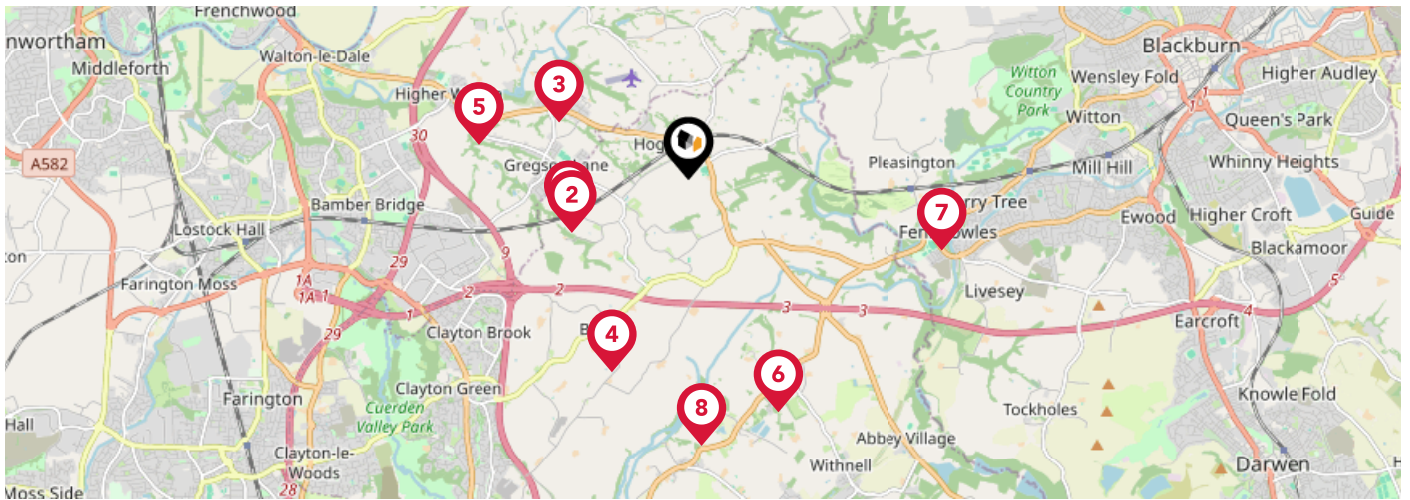 Frenchwood
nwortham
Middleforth
Walton-le-Dale
Blackburn
Wensley Fold
Higher Audley
Witton
Country
Park
Higher W
3
5
30
1
1
Witton
Queen's Park
A582
Hog
Gregs
ne
Pleasington
Mill Hill
Whinny Heights
2
Bamber Bridge
7
rry Tree
Ewood
Higher Croft
Guide
Lostock Hall
Fen
owles
Blackamoor
ton
9
29
1A
1A
1
Farington Moss
2
2
3
3
Livesey
5
4
1
29
Clayton Brook
B
4
Earcroft
6
Clayton Green
Farington
Cuerden
Valley Park
8
Tockholes
Knowle Fold
Hall
Abbey Village
Clayton-le-
Woods
Withnell
Darwen
28
Moss Side
H